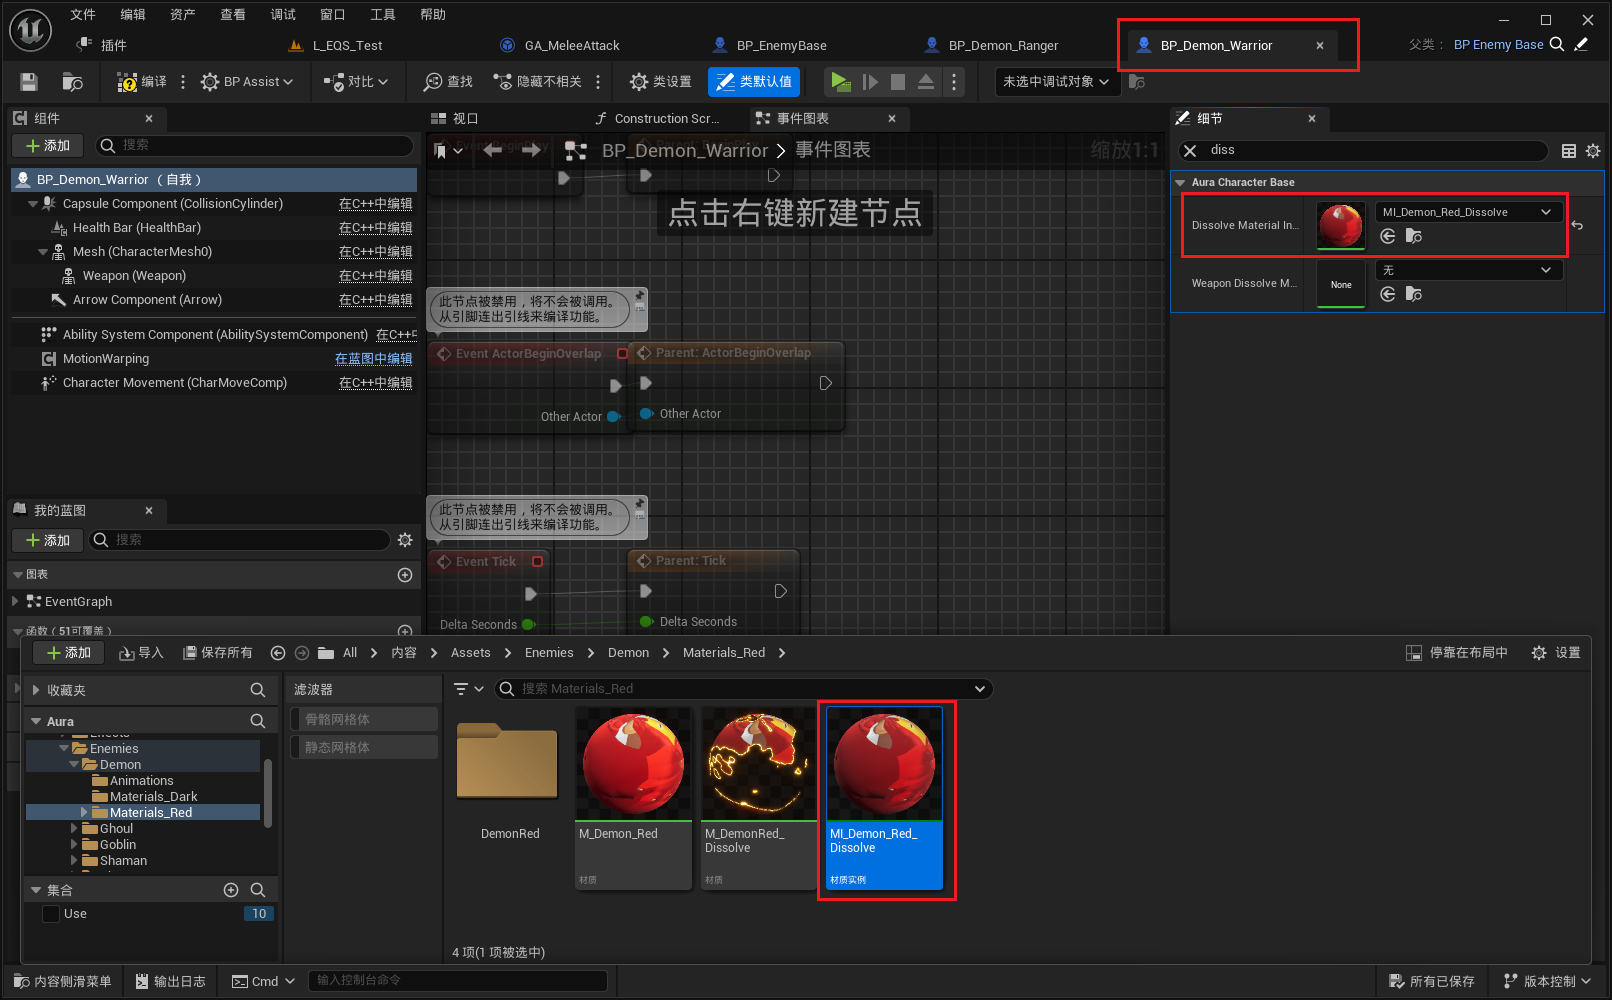 文件
编辑
资产
查看
调试
窗口
工具
帮助
插件
L_EQS_Test
GA_MeleeAttack
BP_EnemyBase
BP_Demon_Ranger
BP_Demon_Warrior
父类：
BP Enemy Base
编译
BP Assist
对比
查找
隐藏不相关
类设置
类默认值
未选中调试对象
组件
添加
搜索
BP_Demon_Warrior （自我）
Capsule Component (CollisionCylinder)
在C++中编辑
Health Bar (HealthBar)
在C++中编辑
Mesh (CharacterMesh0)
在C++中编辑
Weapon (Weapon)
在C++中编辑
Arrow Component (Arrow)
在C++中编辑
Ability System Component (AbilitySystemComponent)
在C++中
MotionWarping
在蓝图中编辑
Character Movement (CharMoveComp)
在C++中编辑
我的蓝图
添加
搜索
图表
EventGraph
函数（51可覆盖）
视口
Construction Scr...
事件图表
BP_Demon_Warrior
事件图表
缩放1:1
点击右键新建节点
此节点被禁用，将不会被调用。
从引脚连出引线来编译功能。
Event ActorBeginOverlap
Parent: ActorBeginOverlap
Other Actor
Other Actor
此节点被禁用，将不会被调用。
从引脚连出引线来编译功能。
Event Tick
Parent: Tick
Delta Seconds
Delta Seconds
细节
diss
Aura Character Base
Dissolve Material In...
MI_Demon_Red_Dissolve
Weapon Dissolve M...
None
无
添加
导入
保存所有
All
内容
Assets
Enemies
Demon
Materials_Red
停靠在布局中
设置
收藏夹
Aura
Effects
Enemies
Demon
Animations
Materials_Dark
Materials_Red
Ghoul
Goblin
Shaman
集合
Use
10
滤波器
骨骼网格体
静态网格体
搜索 Materials_Red
DemonRed
M_Demon_Red
材质
M_DemonRed_
Dissolve
材质
MI_Demon_Red_
Dissolve
材质实例
4 项(1 项被选中)
内容侧滑菜单
输出日志
Cmd
输入控制台命令
所有已保存
版本控制